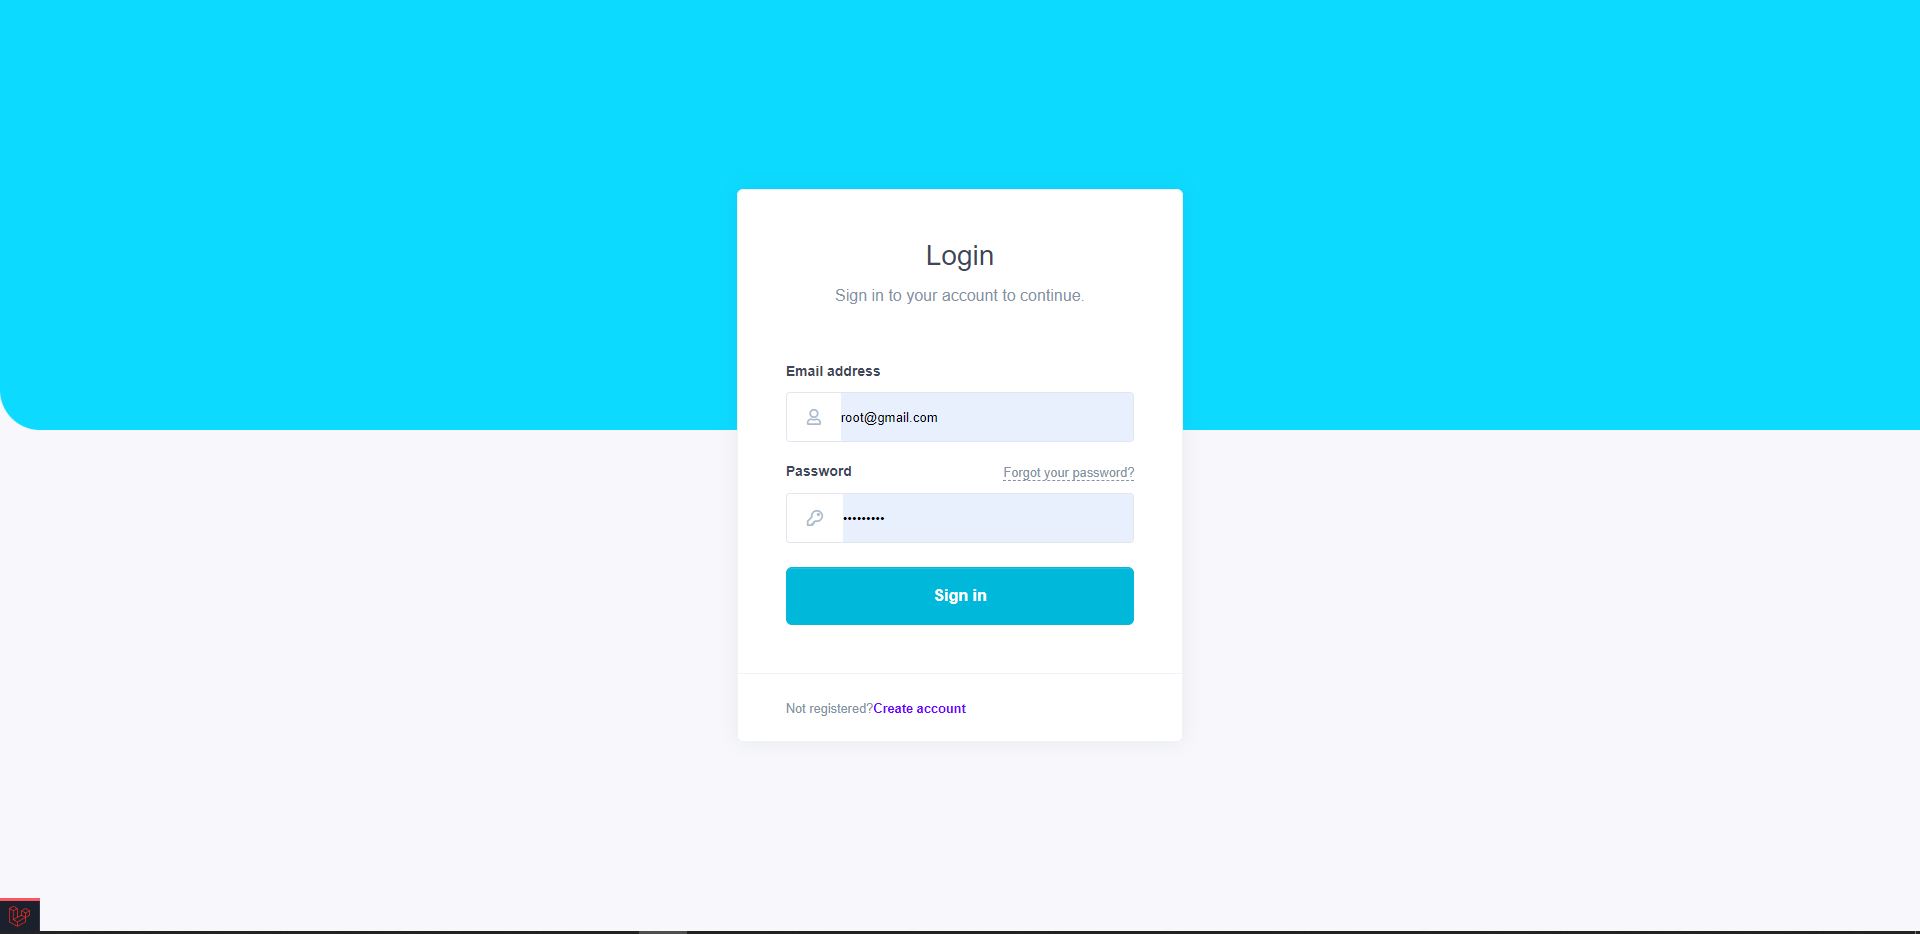 Login
Sign in to your account to continue.
Email address
root@gmail.com
Password
Forgot your password?
•••••••••
Sign in
Not registered?Create account